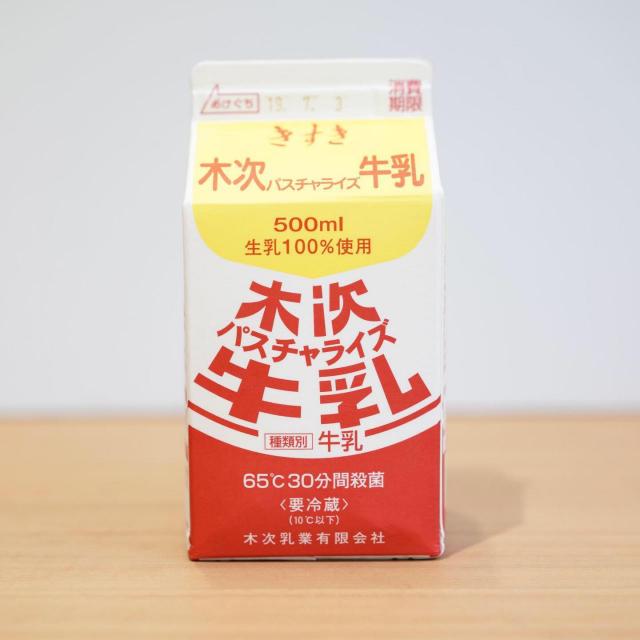 あけぐち 19. 7. 3 消費期限
きすき
木次パスチャライズ牛乳
500ml
生乳100%使用
木次
パスチャライズ
牛乳
種類別 牛乳
65℃30分間殺菌
〈要冷蔵〉
(10℃以下)
木次乳業有限会社